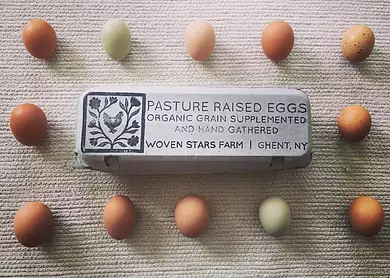 PASTURE RAISED EGGS
ORGANIC GRAIN SUPPLEMENTED
AND HAND GATHERED
WOVEN STARS FARM | GHENT, NY